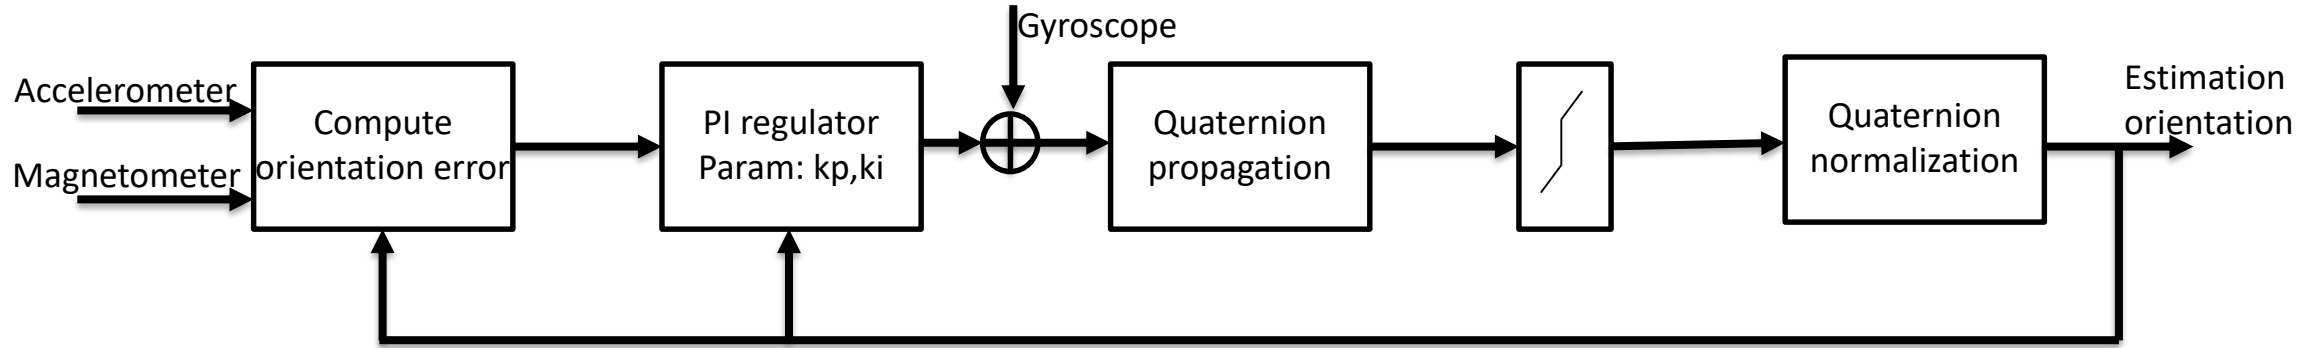 Gyroscope
Accelerometer
Magnetometer
Compute
orientation error
PI regulator
Param: kp,ki
Quaternion
propagation
Quaternion
normalization
Estimation
orientation